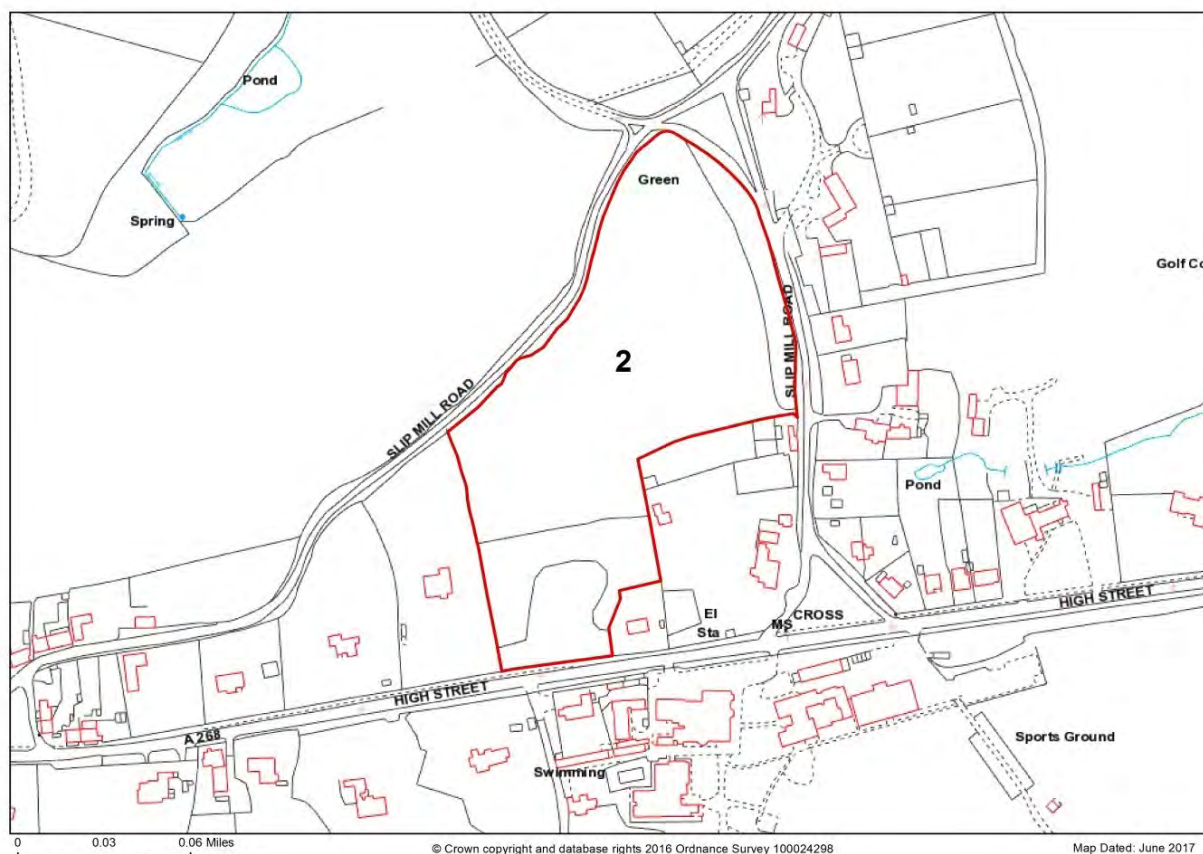 Pond
Spring
Green
Golf Co
SLIP MILL ROAD
2
SLIP MILL ROAD
Pond
El
Sta
MS
CROSS
HIGH STREET
HIGH STREET
A 268
Swimming
Sports Ground
0 0.03 0.06 Miles
© Crown copyright and database rights 2016 Ordnance Survey 100024298
Map Dated: June 2017